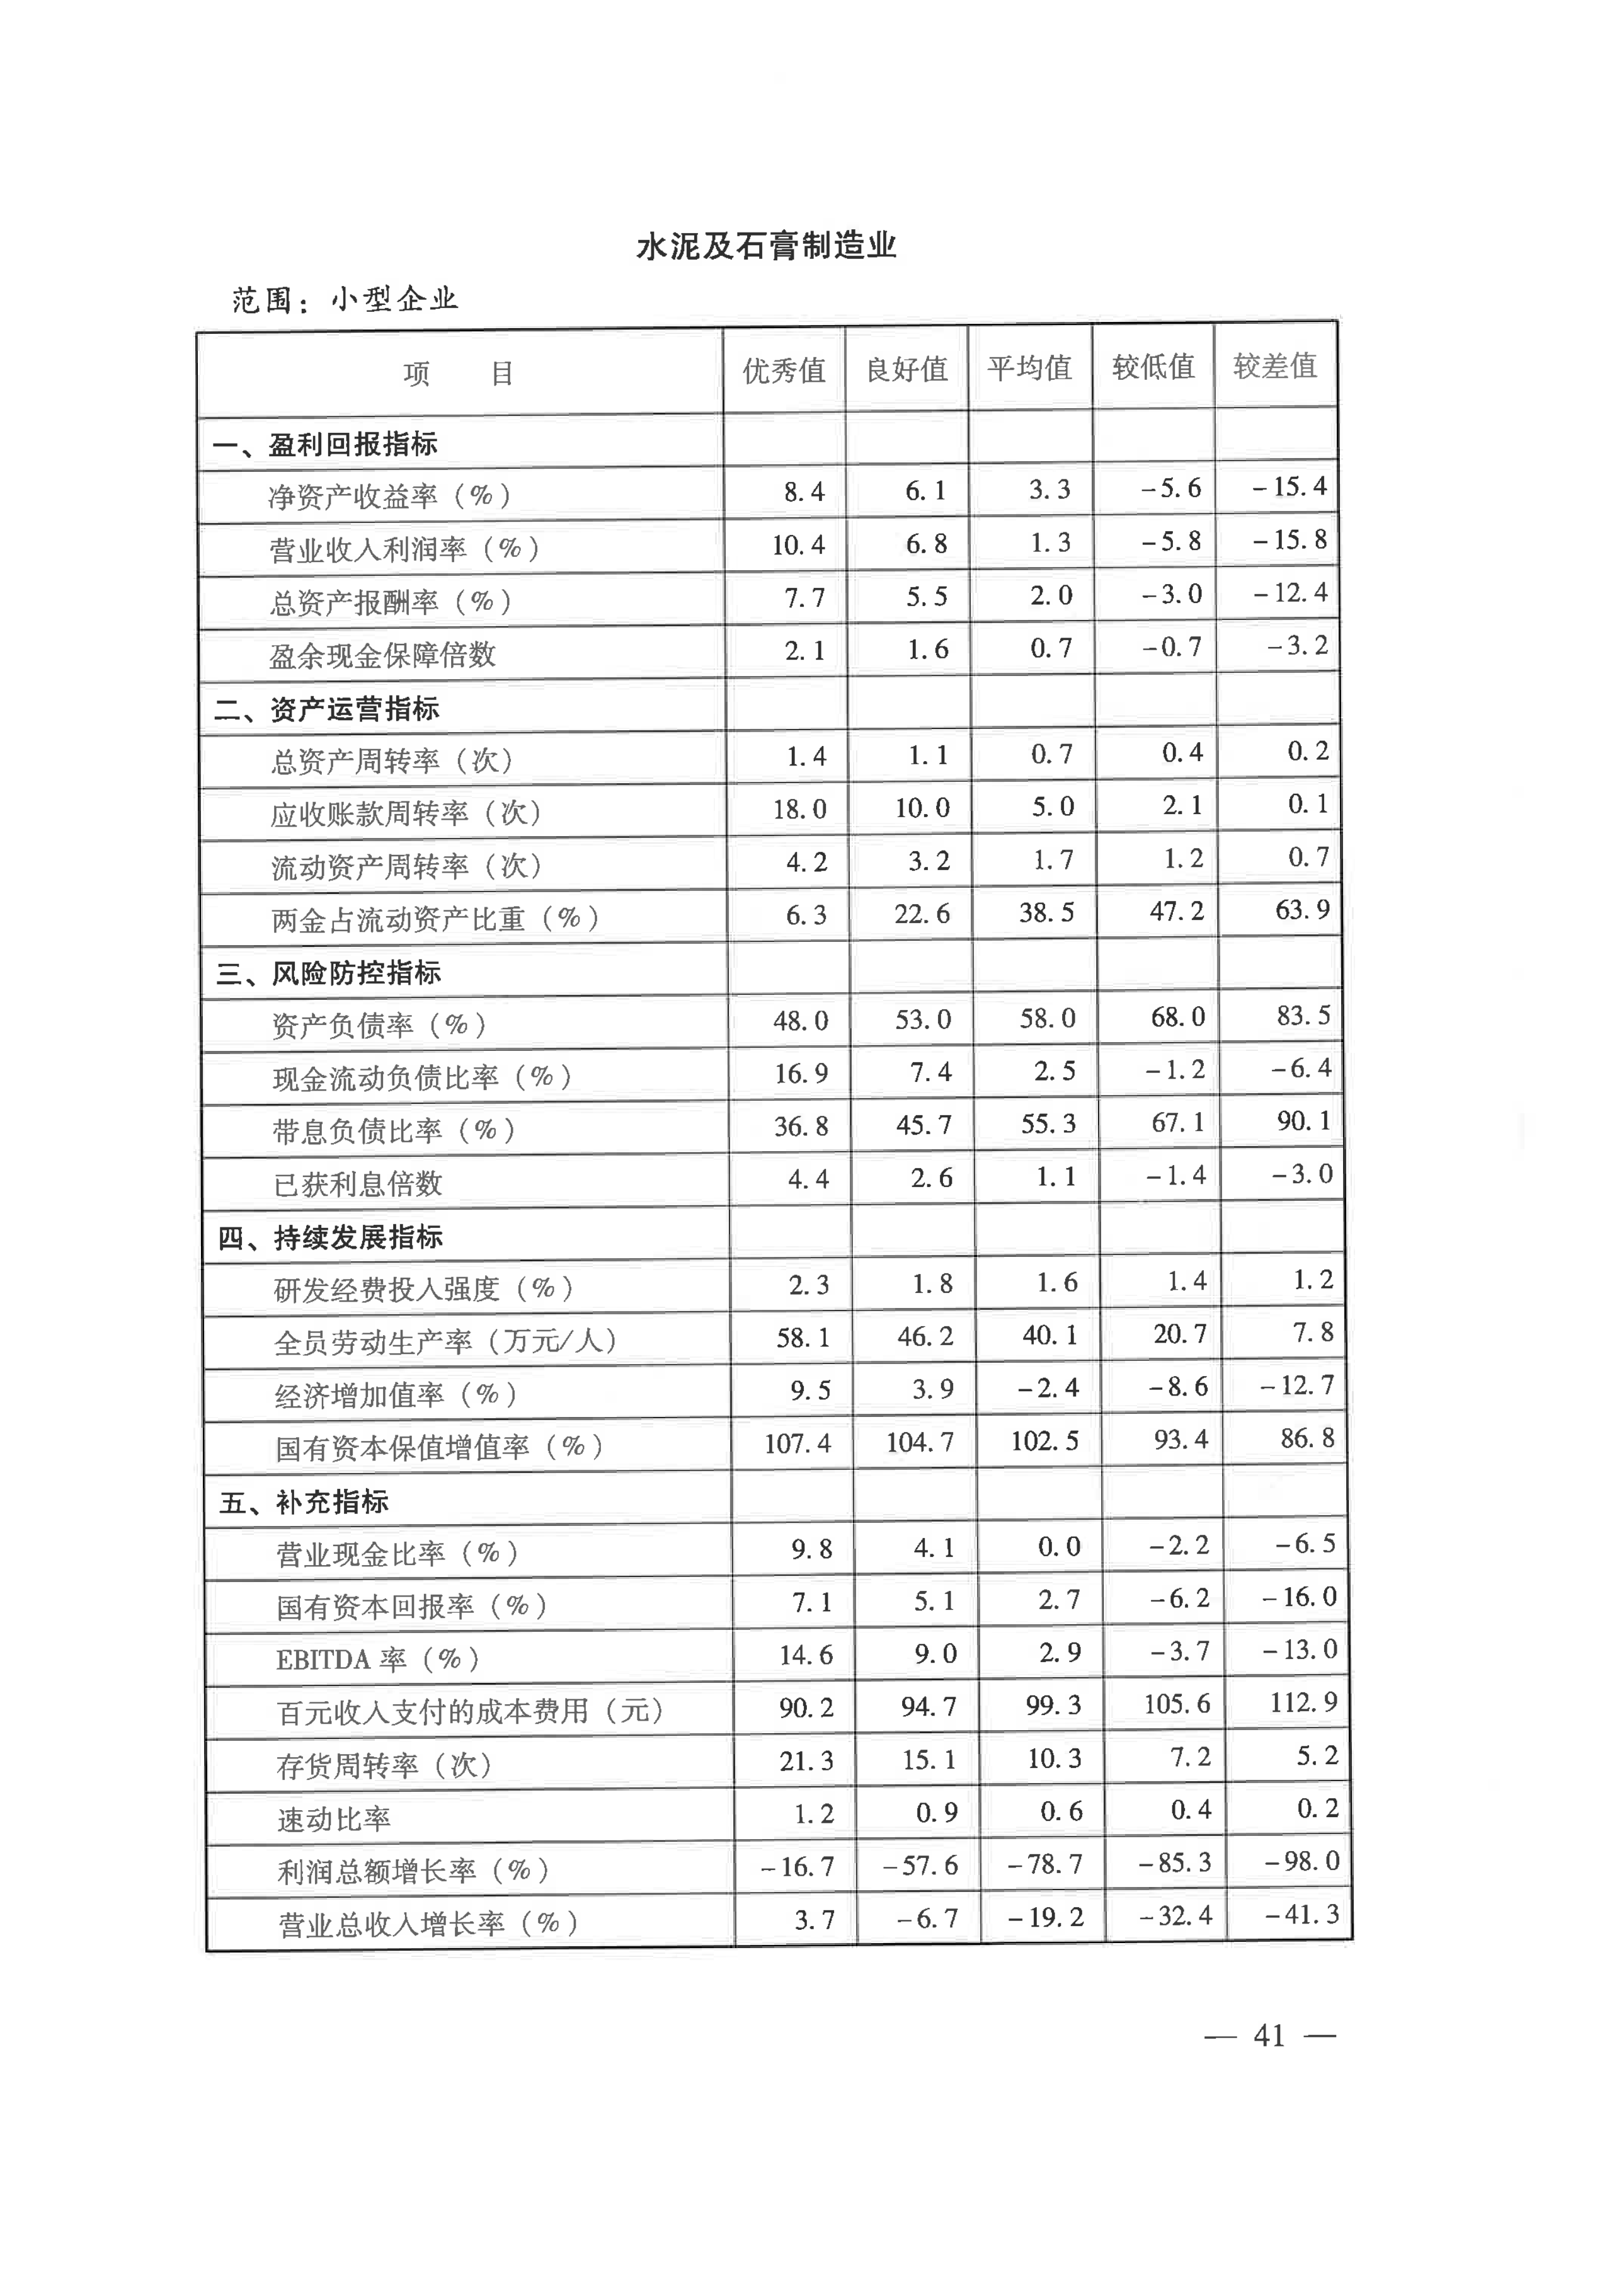 水泥及石膏制造业
范围：小型企业
项 目 优秀值 良好值 平均值 较低值 较差值
一、盈利回报指标
净资产收益率（%） 8.4 6.1 3.3 -5.6 -15.4
营业收入利润率（%） 10.4 6.8 1.3 -5.8 -15.8
总资产报酬率（%） 7.7 5.5 2.0 -3.0 -12.4
盈余现金保障倍数 2.1 1.6 0.7 -0.7 -3.2
二、资产运营指标
总资产周转率（次） 1.4 1.1 0.7 0.4 0.2
应收账款周转率（次） 18.0 10.0 5.0 2.1 0.1
流动资产周转率（次） 4.2 3.2 1.7 1.2 0.7
两金占流动资产比重（%） 6.3 22.6 38.5 47.2 63.9
三、风险防控指标
资产负债率（%） 48.0 53.0 58.0 68.0 83.5
现金流动负债比率（%） 16.9 7.4 2.5 -1.2 -6.4
带息负债比率（%） 36.8 45.7 55.3 67.1 90.1
已获利息倍数 4.4 2.6 1.1 -1.4 -3.0
四、持续发展指标
研发经费投入强度（%） 2.3 1.8 1.6 1.4 1.2
全员劳动生产率（万元/人） 58.1 46.2 40.1 20.7 7.8
经济增加值率（%） 9.5 3.9 -2.4 -8.6 -12.7
国有资本保值增值率（%） 107.4 104.7 102.5 93.4 86.8
五、补充指标
营业现金比率（%） 9.8 4.1 0.0 -2.2 -6.5
国有资本回报率（%） 7.1 5.1 2.7 -6.2 -16.0
EBITDA 率（%） 14.6 9.0 2.9 -3.7 -13.0
百元收入支付的成本费用（元） 90.2 94.7 99.3 105.6 112.9
存货周转率（次） 21.3 15.1 10.3 7.2 5.2
速动比率 1.2 0.9 0.6 0.4 0.2
利润总额增长率（%） -16.7 -57.6 -78.7 -85.3 -98.0
营业总收入增长率（%） 3.7 -6.7 -19.2 -32.4 -41.3
— 41 —